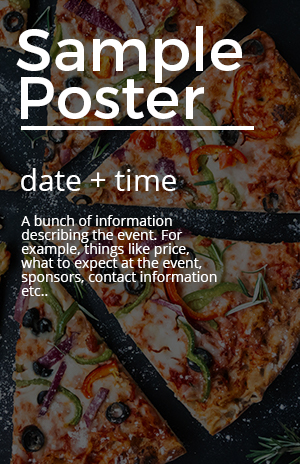 Sample
Poster
date + time
A bunch of information
describing the event. For
example, things like price,
what to expect at the event,
sponsors, contact information
etc..